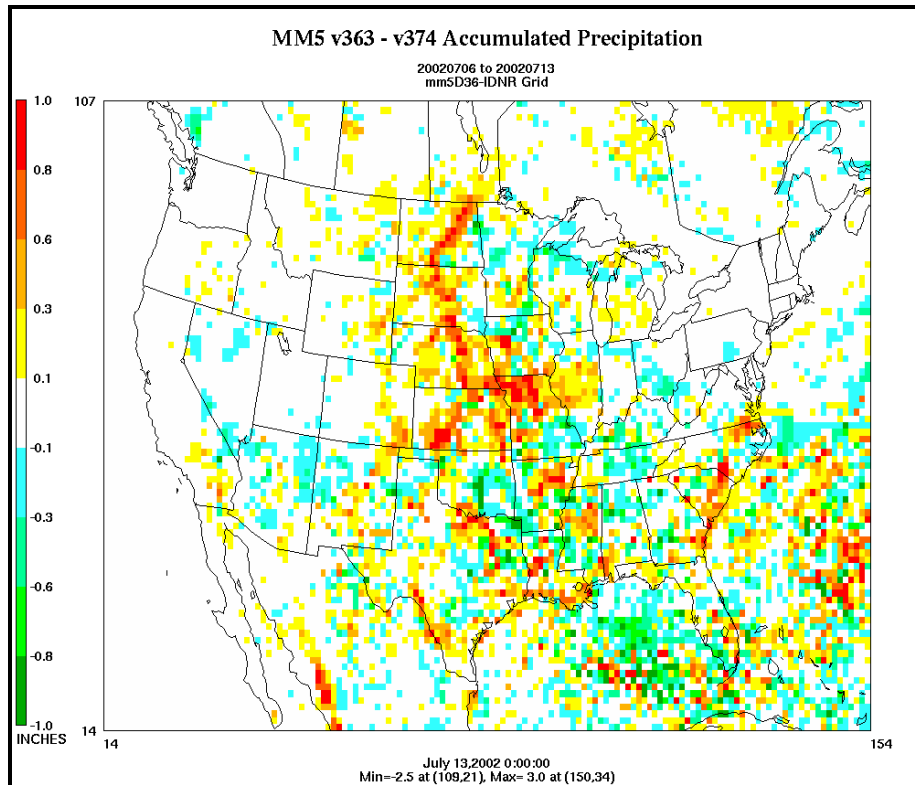 MM5 v363 - v374 Accumulated Precipitation
20020706 to 20020713
mm5D36-IDNR Grid
1.0
107
0.8
0.6
0.3
0.1
-0.1
-0.3
-0.6
-0.8
-1.0
INCHES
14
14
154
July 13,2002 0:00:00
Min=-2.5 at (109,21), Max= 3.0 at (150,34)